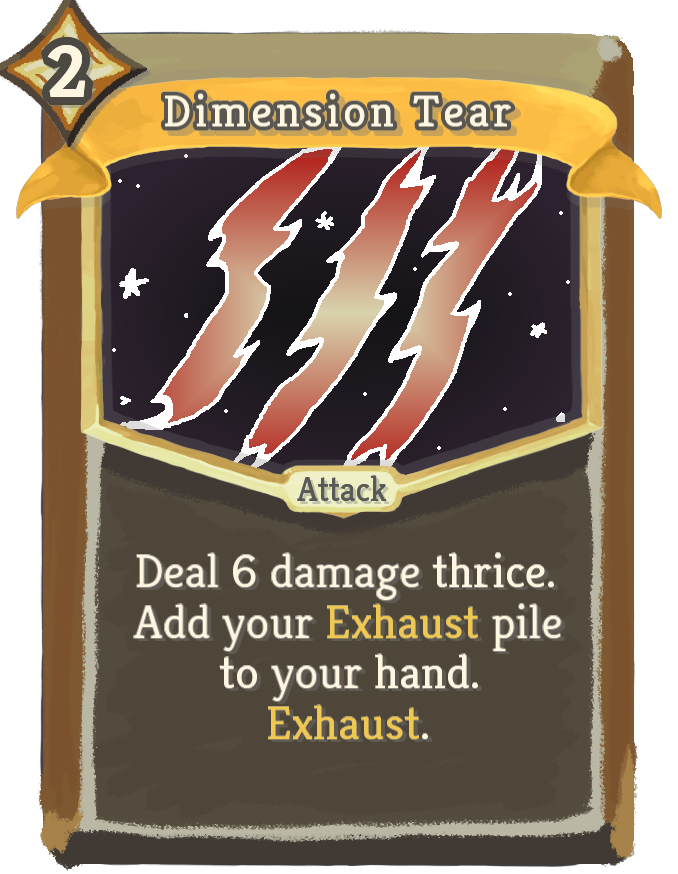 2
Dimension Tear
Attack
Deal 6 damage thrice.
Add your Exhaust pile
to your hand.
Exhaust.